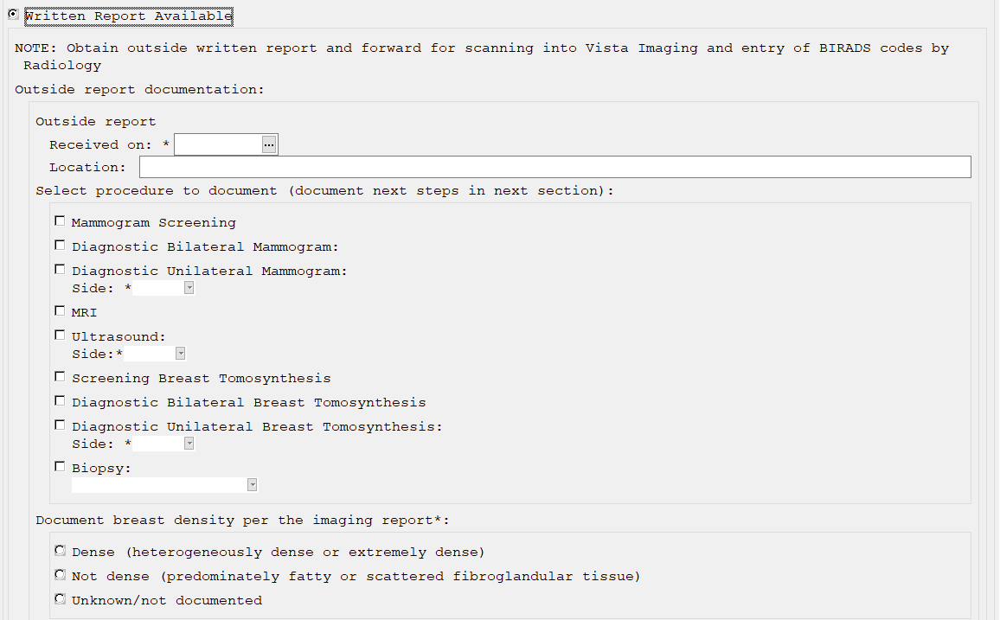 Written Report Available
NOTE: Obtain outside written report and forward for scanning into Vista Imaging and entry of BIRADS codes by
Radiology
Outside report documentation:
Outside report
Received on: *
...
Location:
Select procedure to document (document next steps in next section):
Mammogram Screening
Diagnostic Bilateral Mammogram:
Diagnostic Unilateral Mammogram:
Side: *
MRI
Ultrasound:
Side:*
Screening Breast Tomosynthesis
Diagnostic Bilateral Breast Tomosynthesis
Diagnostic Unilateral Breast Tomosynthesis:
Side: *
Biopsy:
Document breast density per the imaging report*:
Dense (heterogeneously dense or extremely dense)
Not dense (predominately fatty or scattered fibroglandular tissue)
Unknown/not documented